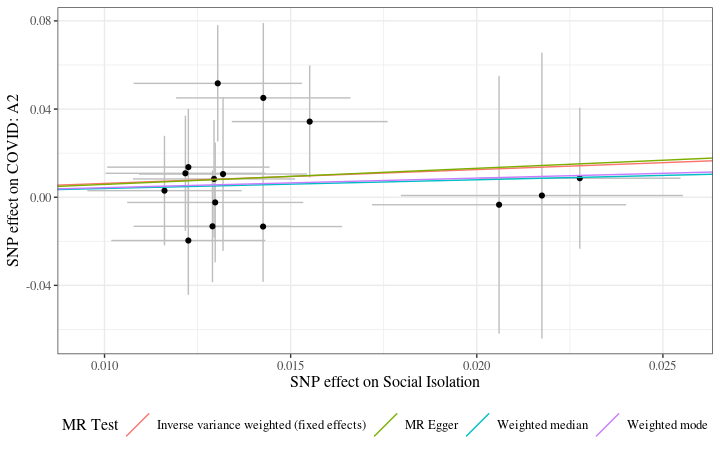 SNP effect on COVID: A2
0.08
0.04
0.00
-0.04
0.010 0.015 0.020 0.025
SNP effect on Social Isolation
MR Test Inverse variance weighted (fixed effects) MR Egger Weighted median Weighted mode